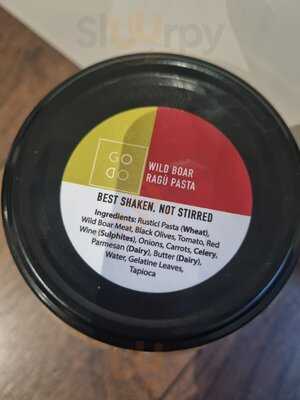 Slurrpy
GO
DO
WILD BOAR
RAGÙ PASTA
BEST SHAKEN. NOT STIRRED
Ingredients: Rustici Pasta (Wheat),
Wild Boar Meat, Black Olives, Tomato, Red
Wine (Sulphites), Onions, Carrots, Celery,
Parmesan (Dairy), Butter (Dairy),
Water, Gelatine Leaves,
Tapioca